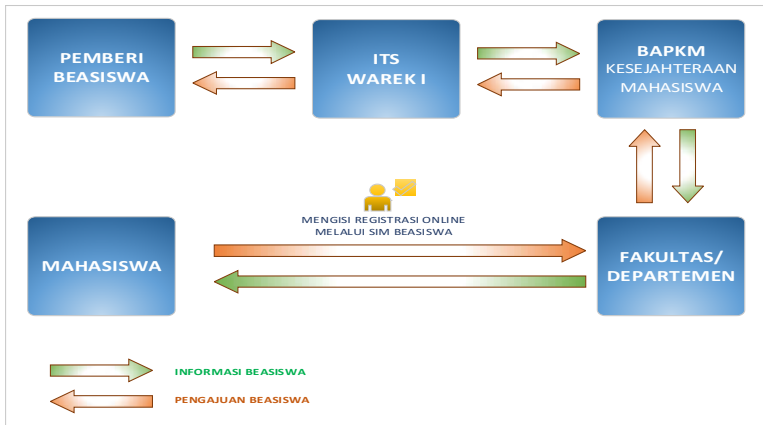 PEMBERI
BEASISWA
ITS
WAREK I
BAPKM
KESEJAHTERAAN
MAHASISWA
MENGISI REGISTRASI ONLINE
MELALUI SIM BEASISWA
MAHASISWA
FAKULTAS/
DEPARTEMEN
INFORMASI BEASISWA
PENGAJUAN BEASISWA